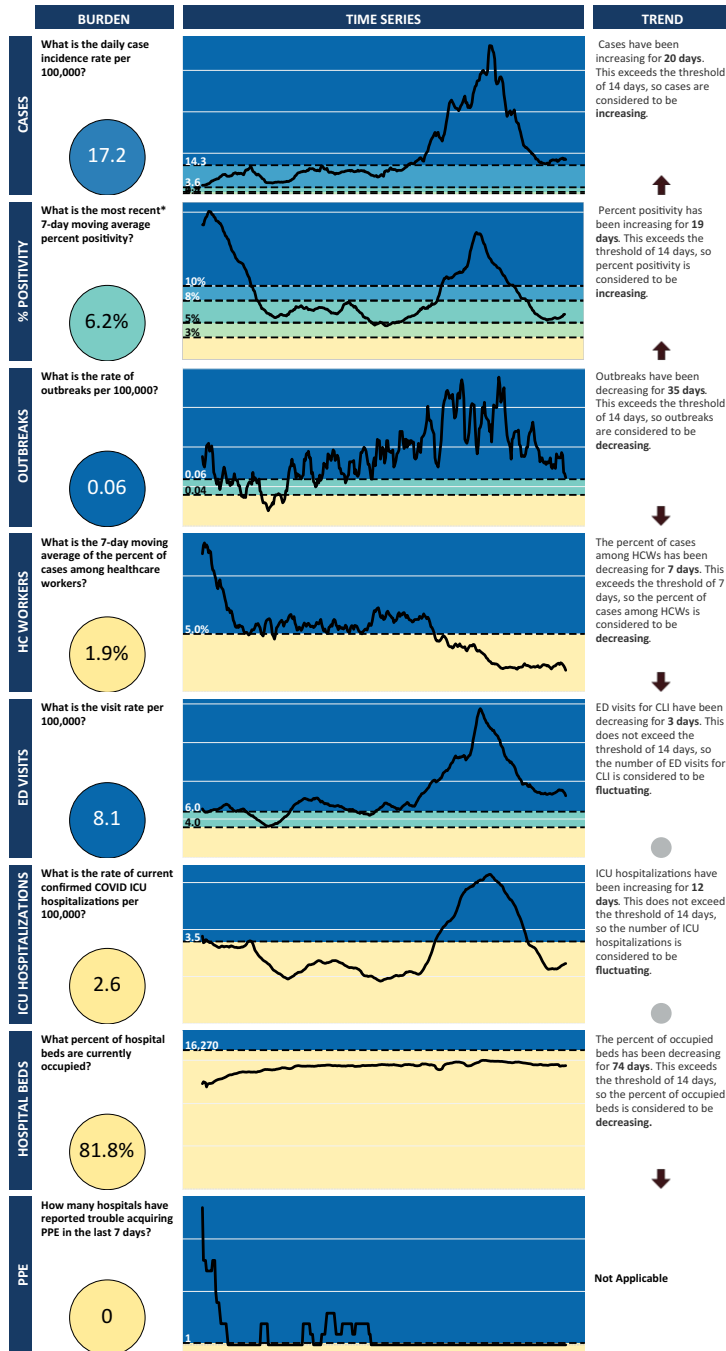 BURDEN
TIME SERIES
TREND
CASES
What is the daily case
incidence rate per
100,000?
17.2
14.3
3.6
Cases have been
increasing for 20 days.
This exceeds the threshold
of 14 days, so cases are
considered to be
increasing.
% POSITIVITY
What is the most recent*
7-day moving average
percent positivity?
6.2%
10%
8%
5%
3%
Percent positivity has
been increasing for 19
days. This exceeds the
threshold of 14 days, so
percent positivity is
considered to be
increasing.
OUTBREAKS
What is the rate of
outbreaks per 100,000?
0.06
0.06
0.04
Outbreaks have been
decreasing for 35 days.
This exceeds the threshold
of 14 days, so outbreaks
are considered to be
decreasing.
HC WORKERS
What is the 7-day moving
average of the percent of
cases among healthcare
workers?
1.9%
5.0%
The percent of cases
among HCWs has been
decreasing for 7 days. This
exceeds the threshold of 7
days, so the percent of
cases among HCWs is
considered to be
decreasing.
ED VISITS
What is the visit rate per
100,000?
8.1
6.0
4.0
ED visits for CLI have been
decreasing for 3 days. This
does not exceed the
threshold of 14 days, so
the number of ED visits for
CLI is considered to be
fluctuating.
ICU HOSPITALIZATIONS
What is the rate of current
confirmed COVID ICU
hospitalizations per
100,000?
2.6
3.5
ICU hospitalizations have
been increasing for 12
days. This does not exceed
the threshold of 14 days,
so the number of ICU
hospitalizations is
considered to be
fluctuating.
HOSPITAL BEDS
What percent of hospital
beds are currently
occupied?
81.8%
16,270
The percent of occupied
beds has been decreasing
for 74 days. This exceeds
the threshold of 14 days,
so the percent of occupied
beds is considered to be
decreasing.
PPE
How many hospitals have
reported trouble acquiring
PPE in the last 7 days?
0
1
Not Applicable